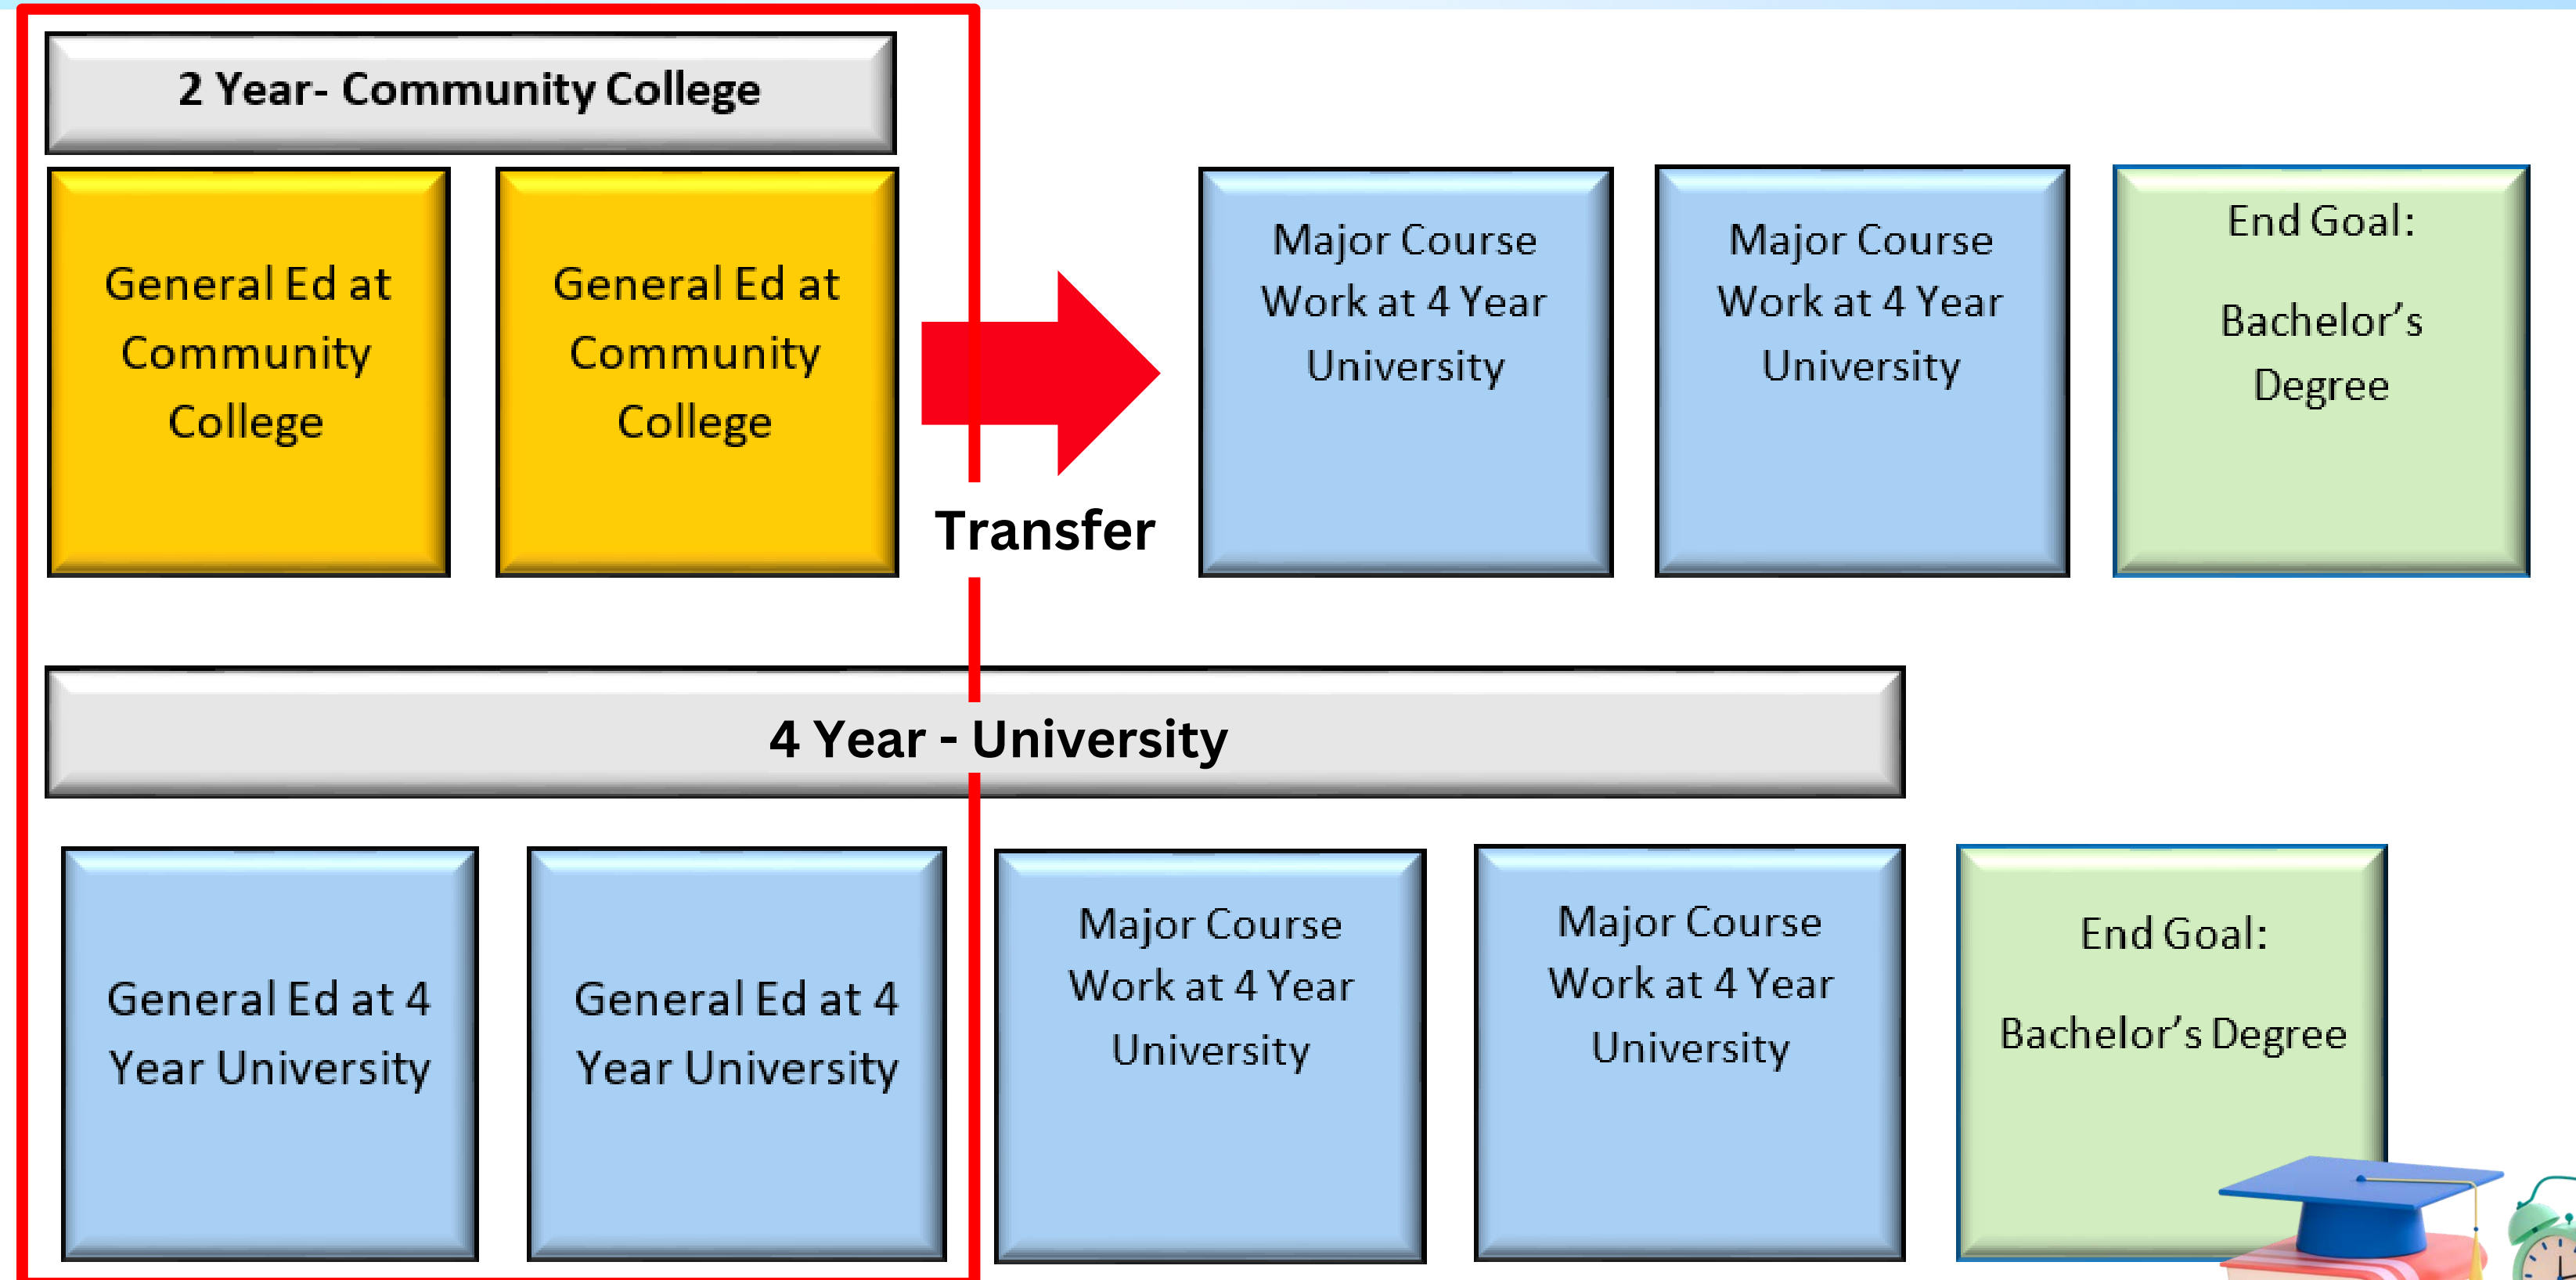 2 Year- Community College
General Ed at
Community
College
General Ed at
Community
College
Transfer
Major Course
Work at 4 Year
University
Major Course
Work at 4 Year
University
End Goal:
Bachelor’s
Degree
4 Year - University
General Ed at 4
Year University
General Ed at 4
Year University
Major Course
Work at 4 Year
University
Major Course
Work at 4 Year
University
End Goal:
Bachelor’s Degree